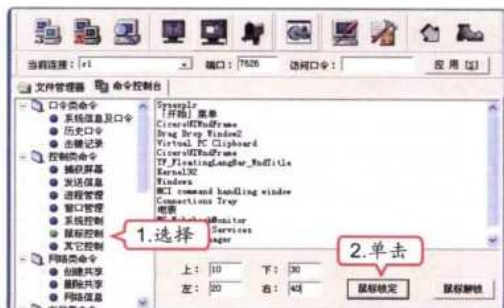 当前连接：r1 端口：7626 访问口令： 应用[S]
文件管理器 命令控制台
口令类命令
系统信息及口令
历史口令
击键记录
控制类命令
捕获屏幕
发送信息
进程管理
窗口管理
系统控制
鼠标控制
其它控制
网络类命令
创建共享
删除共享
网络信息
Sysexplr
「开始」菜单
CiceroUIWndFrame
Drag Drop Window2
Virtual PC Clipboard
CiceroUIWndFrame
TF_FloatingLangBar_WndTitle
Kernel32
Windows
MCI command handling window
Connections Tray
电表
Monitor
Services
ager
1.选择
2.单击
上：10 下：30
左：20 右：40
鼠标锁定 鼠标解锁